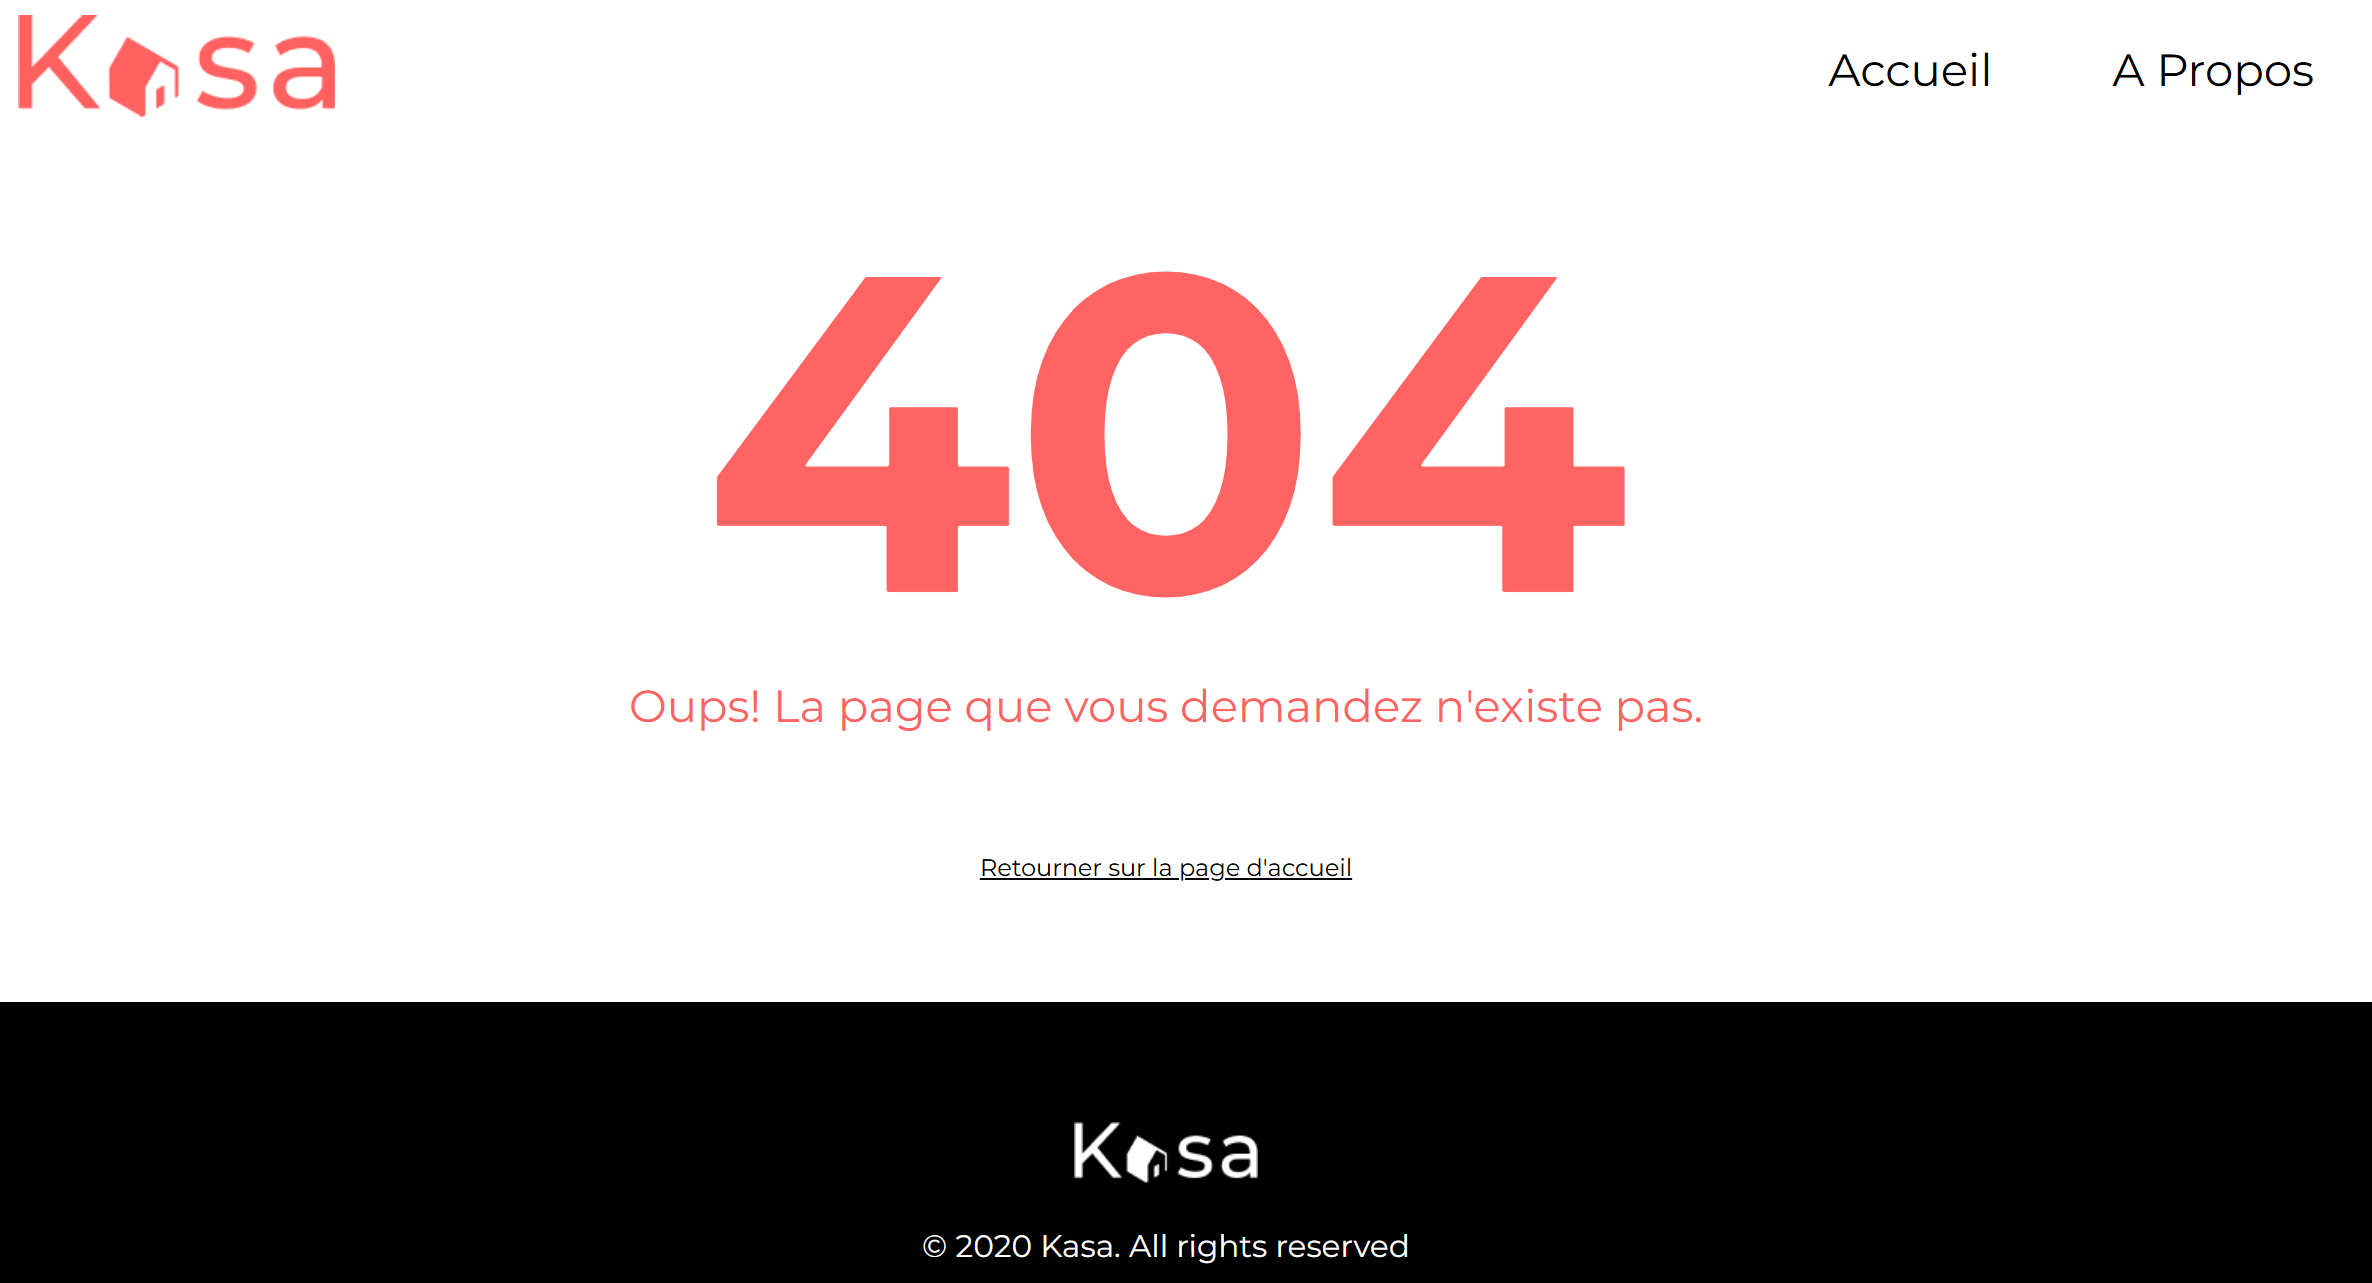 Kasa
Accueil
A Propos
404
Oups! La page que vous demandez n'existe pas.
Retourner sur la page d'accueil
Kasa
© 2020 Kasa. All rights reserved